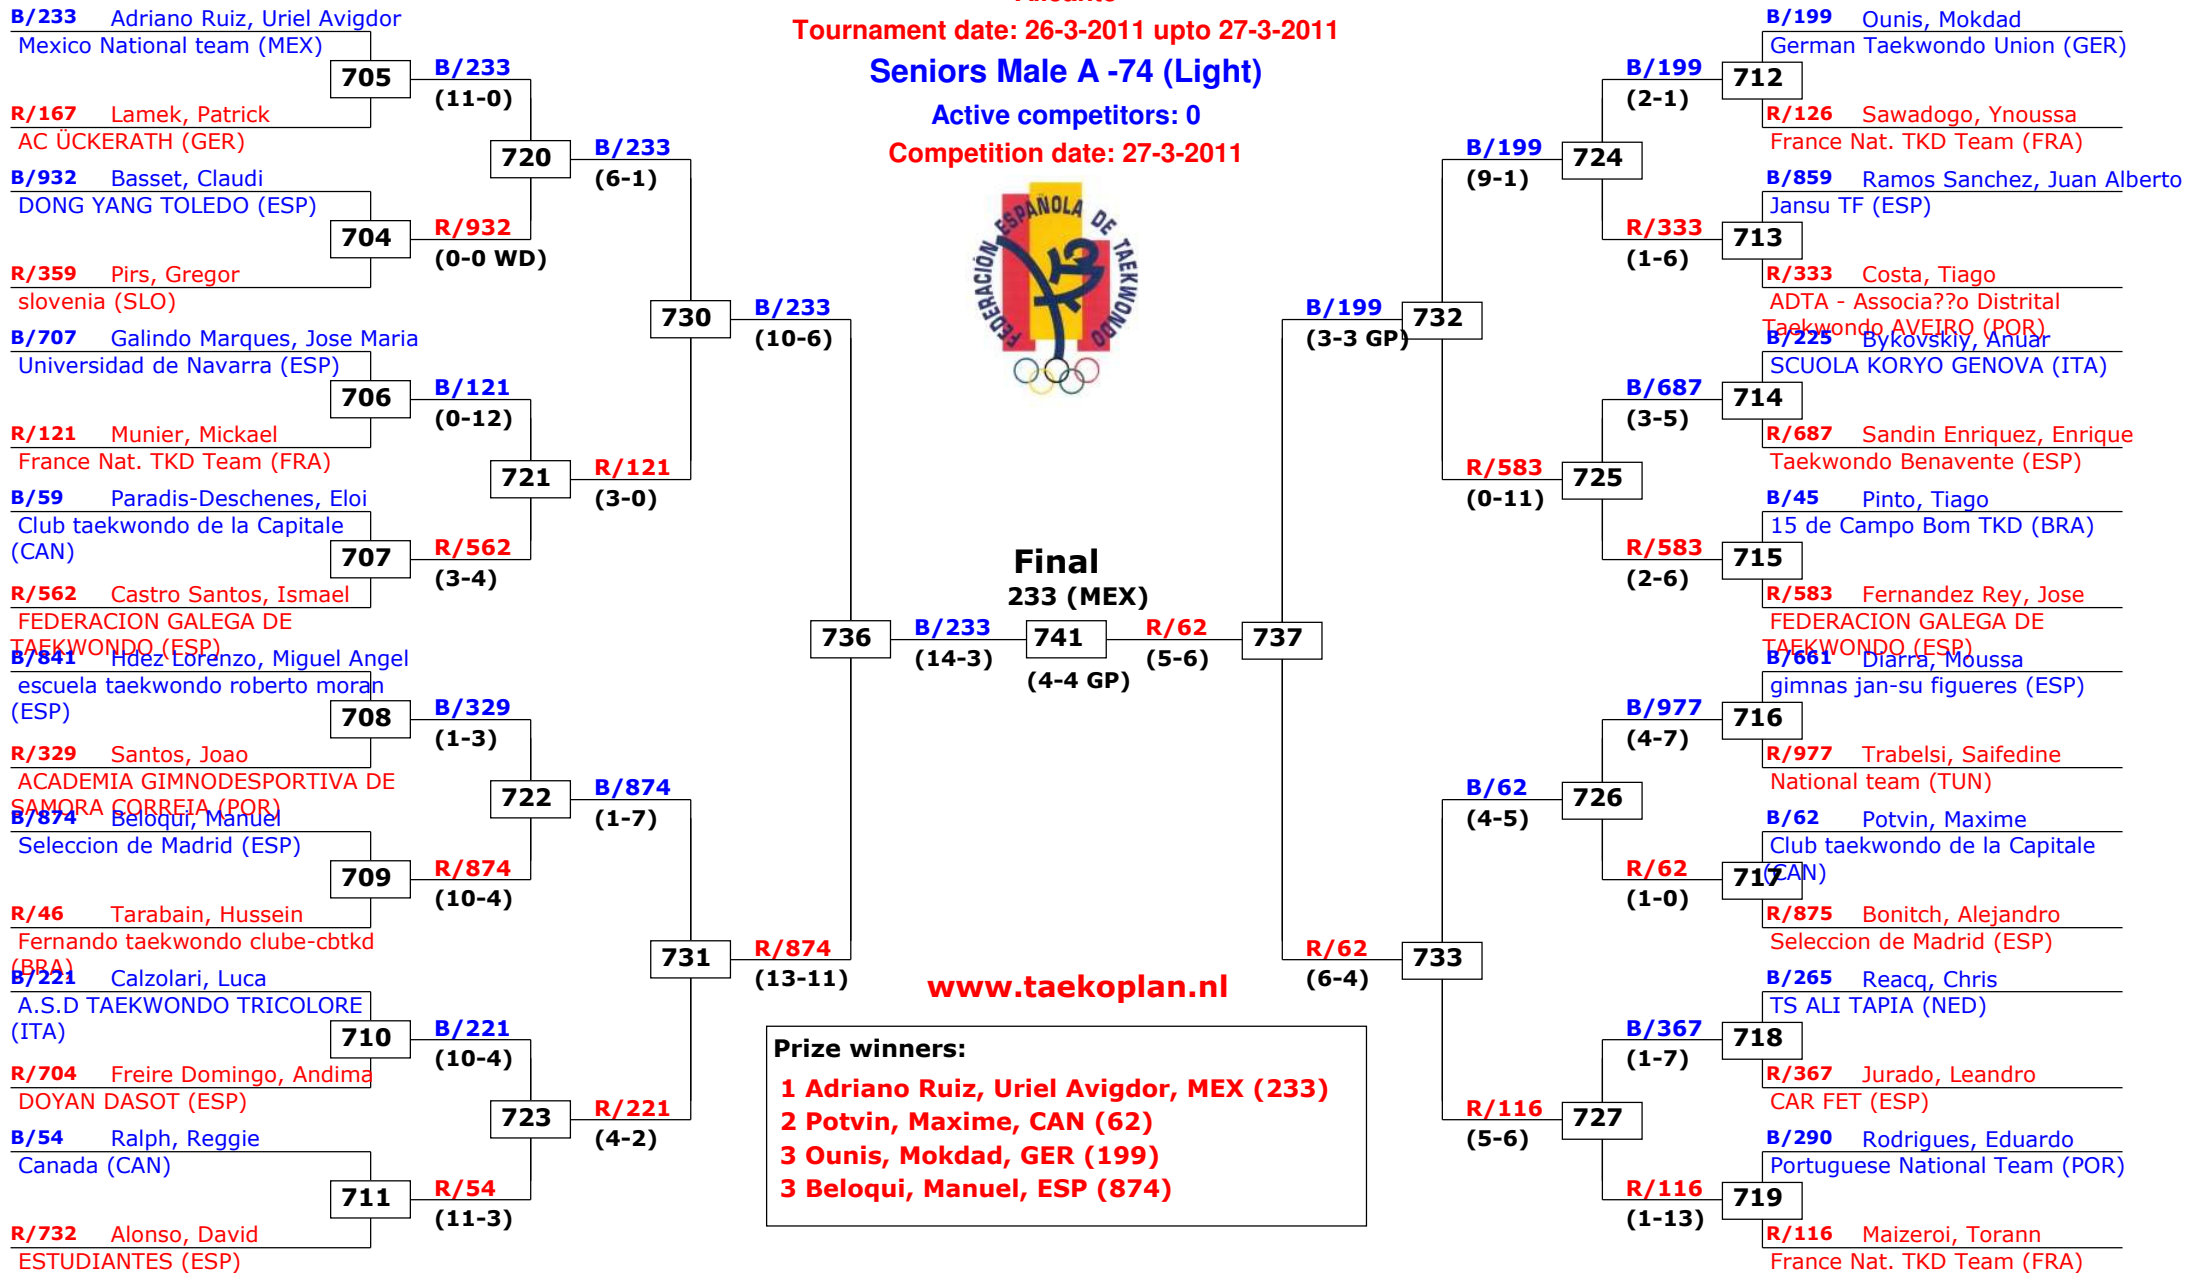 Alicante
Tournament date: 26-3-2011 upto 27-3-2011
Seniors Male A -74 (Light)
Active competitors: 0
Competition date: 27-3-2011
FEDERACIÓN ESPAÑOLA DE TAEKWONDO
B/233 Adriano Ruiz, Uriel Avigdor
Mexico National team (MEX)
705
R/167 Lamek, Patrick
AC ÜCKERATH (GER)
B/932 Basset, Claudi
DONG YANG TOLEDO (ESP)
704
R/359 Pirs, Gregor
slovenia (SLO)
B/707 Galindo Marques, Jose Maria
Universidad de Navarra (ESP)
706
R/121 Munier, Mickael
France Nat. TKD Team (FRA)
B/59 Paradis-Deschenes, Eloi
Club taekwondo de la Capitale
(CAN)
707
R/562 Castro Santos, Ismael
FEDERACION GALEGA DE
TAEKWONDO (ESP)
B/841 Hdez Lorenzo, Miguel Angel
escuela taekwondo roberto moran
(ESP)
708
R/329 Santos, Joao
ACADEMIA GIMNODESPORTIVA DE
SAMORA CORREIA (POR)
B/874 Beloqui, Manuel
Seleccion de Madrid (ESP)
709
R/46 Tarabain, Hussein
Fernando taekwondo clube-cbtkd
(BRA)
B/221 Calzolari, Luca
A.S.D TAEKWONDO TRICOLORE
(ITA)
710
R/704 Freire Domingo, Andima
DOYAN DASOT (ESP)
B/54 Ralph, Reggie
Canada (CAN)
711
R/732 Alonso, David
ESTUDIANTES (ESP)
B/233
(11-0)
720
R/932
(0-0 WD)
B/121
(0-12)
721
R/562
(3-4)
B/329
(1-3)
722
R/874
(10-4)
B/221
(10-4)
723
R/54
(11-3)
B/233
(6-1)
730
R/121
(3-0)
B/874
(1-7)
731
R/221
(4-2)
B/233
(10-6)
736
R/874
(13-11)
B/233
(14-3)
Final
233 (MEX)
741
(4-4 GP)
R/62
(5-6)
737
B/199
(3-3 GP)
R/62
(6-4)
732
733
B/199
(9-1)
R/583
(0-11)
B/62
(4-5)
R/116
(5-6)
724
725
726
727
B/199
(2-1)
R/333
(1-6)
B/687
(3-5)
R/583
(2-6)
B/977
(4-7)
R/62
(1-0)
B/367
(1-7)
R/116
(1-13)
B/199 Ounis, Mokdad
German Taekwondo Union (GER)
712
R/126 Sawadogo, Ynoussa
France Nat. TKD Team (FRA)
B/859 Ramos Sanchez, Juan Alberto
Jansu TF (ESP)
713
R/333 Costa, Tiago
ADTA - Associa??o Distrital
Taekwondo AVEIRO (POR)
B/225 Bykovskiy, Anuar
SCUOLA KORYO GENOVA (ITA)
714
R/687 Sandin Enriquez, Enrique
Taekwondo Benavente (ESP)
B/45 Pinto, Tiago
15 de Campo Bom TKD (BRA)
715
R/583 Fernandez Rey, Jose
FEDERACION GALEGA DE
TAEKWONDO (ESP)
B/661 Diarra, Moussa
gimnas jan-su figueres (ESP)
716
R/977 Trabelsi, Saifedine
National team (TUN)
B/62 Potvin, Maxime
Club taekwondo de la Capitale
(CAN)
717
R/875 Bonitch, Alejandro
Seleccion de Madrid (ESP)
B/265 Reacq, Chris
TS ALI TAPIA (NED)
718
R/367 Jurado, Leandro
CAR FET (ESP)
B/290 Rodrigues, Eduardo
Portuguese National Team (POR)
719
R/116 Maizeroi, Torann
France Nat. TKD Team (FRA)
www.taekoplan.nl
Prize winners:
1 Adriano Ruiz, Uriel Avigdor, MEX (233)
2 Potvin, Maxime, CAN (62)
3 Ounis, Mokdad, GER (199)
3 Beloqui, Manuel, ESP (874)